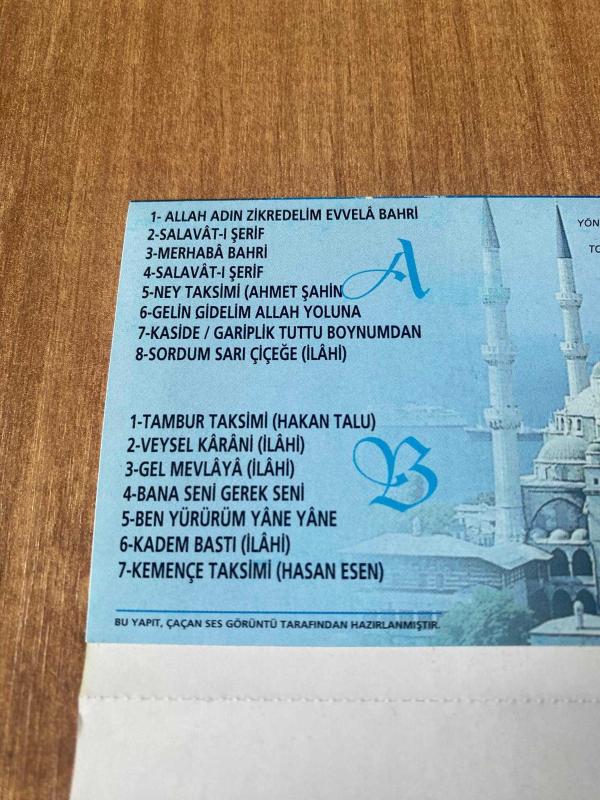 1- ALLAH ADIN ZİKREDELİM EVVELÂ BAHRİ
2-SALAVÂT-I ŞERİF
3-MERHABÂ BAHRİ
4-SALAVÂT-I ŞERİF
5-NEY TAKSİMİ (AHMET ŞAHİN
6-GELİN GİDELİM ALLAH YOLUNA
7-KASİDE / GARİPLİK TUTTU BOYNUMDAN
8-SORDUM SARI ÇİÇEĞE (İLÂHİ)
A
1-TAMBUR TAKSİMİ (HAKAN TALU)
2-VEYSEL KÂRÂNİ (İLÂHİ)
3-GEL MEVLÂYÂ (İLÂHİ)
4-BANA SENİ GEREK SENİ
5-BEN YÜRÜRÜM YÂNE YÂNE
6-KADEM BASTI (İLÂHİ)
7-KEMENÇE TAKSİMİ (HASAN ESEN)
B
BU YAPIT, ÇAÇAN SES GÖRÜNTÜ TARAFINDAN HAZIRLANMIŞTIR.
YÖN
TO